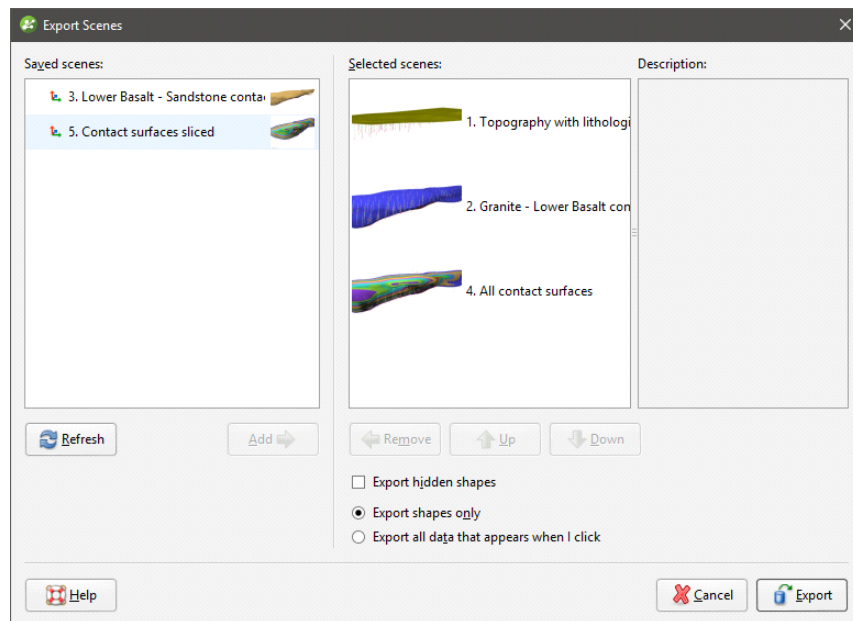 Export Scenes
Saved scenes:
3. Lower Basalt - Sandstone conta
5. Contact surfaces sliced
Refresh
Add
Selected scenes:
1. Topography with lithologi
2. Granite - Lower Basalt con
4. All contact surfaces
Description:
Remove
Up
Down
Export hidden shapes
Export shapes only
Export all data that appears when I click
Help
Cancel
Export